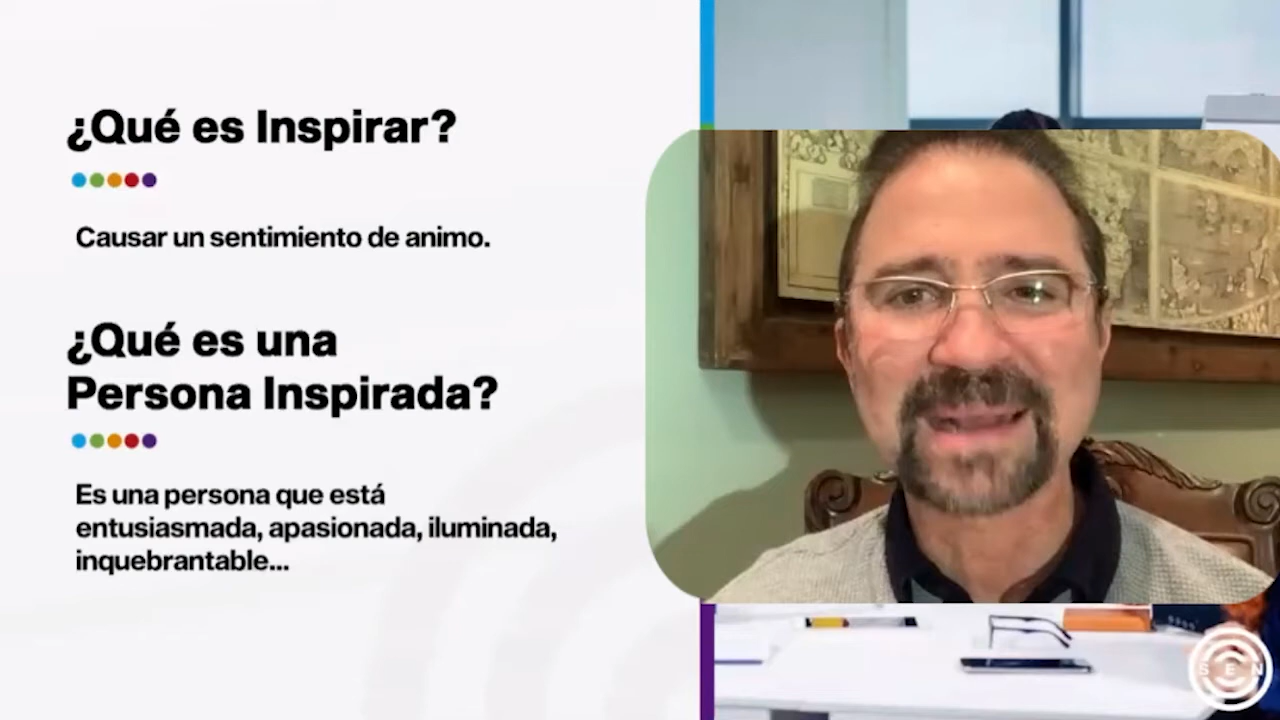 ¿Qué es Inspirar?
Causar un sentimiento de animo.
¿Qué es una
Persona Inspirada?
Es una persona que está
entusiasmada, apasionada, iluminada,
inquebrantable...
SEN